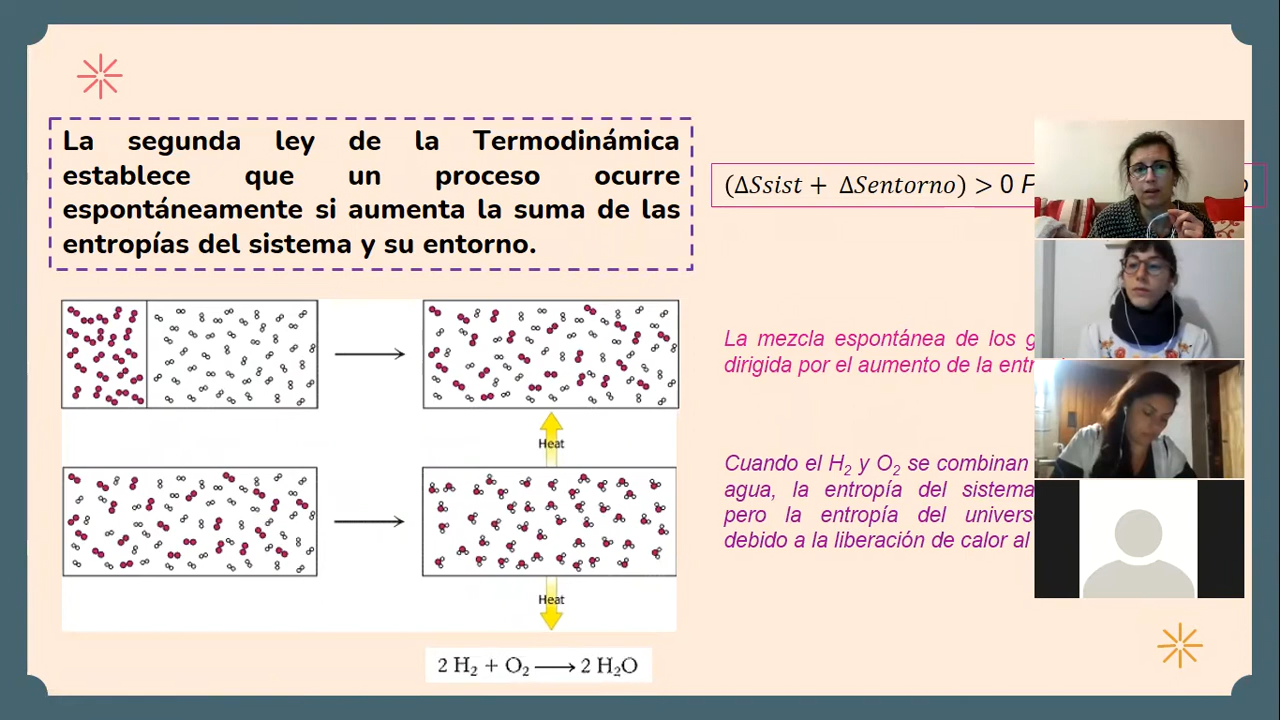 La segunda ley de la Termodinámica
establece que un proceso ocurre
espontáneamente si aumenta la suma de las
entropías del sistema y su entorno.
(ΔSsist + ΔSentorno) > 0
La mezcla espontánea de los
dirigida por el aumento de la
Heat
Cuando el H₂ y O₂ se combinan
agua, la entropía del sistema
pero la entropía del
debido a la liberación de calor al
Heat
2 H₂ + O₂ ⟶ 2 H₂O